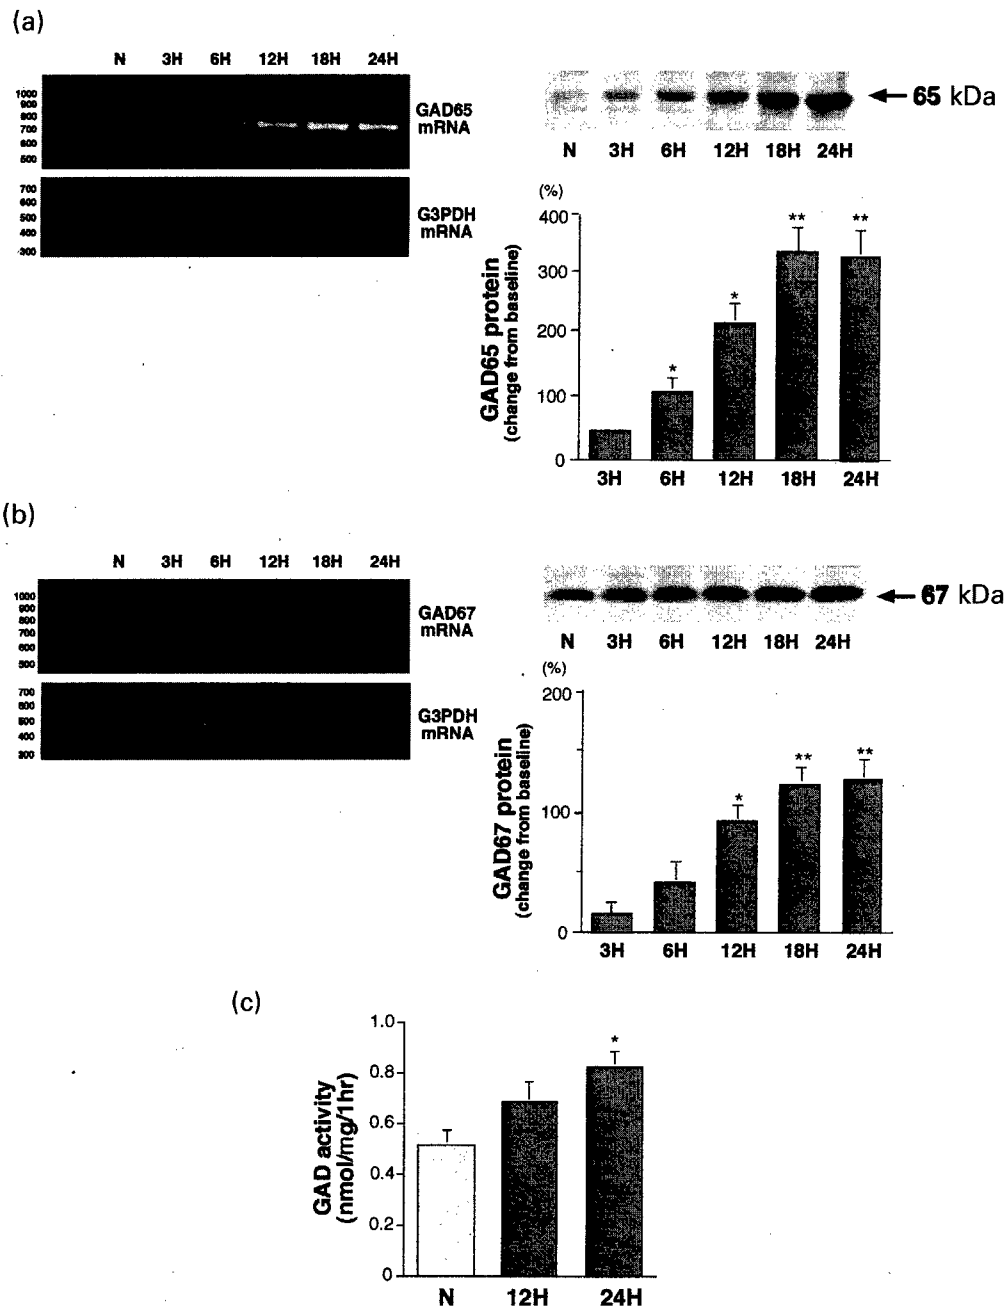 (a)
N 3H 6H 12H 18H 24H
1000
900
800
700
600
500
GAD65
mRNA
700
600
500
400
300
G3PDH
mRNA
65 kDa
N 3H 6H 12H 18H 24H
(%)
400
300
200
100
0
GAD65 protein
(change from baseline)
*
*
**
**
3H 6H 12H 18H 24H
(b)
N 3H 6H 12H 18H 24H
1000
900
800
700
600
500
GAD67
mRNA
700
600
500
400
300
G3PDH
mRNA
67 kDa
N 3H 6H 12H 18H 24H
(%)
200
100
0
GAD67 protein
(change from baseline)
*
**
**
3H 6H 12H 18H 24H
(c)
1.0
0.8
0.6
0.4
0.2
0
GAD activity
(nmol/mg/1hr)
*
N 12H 24H